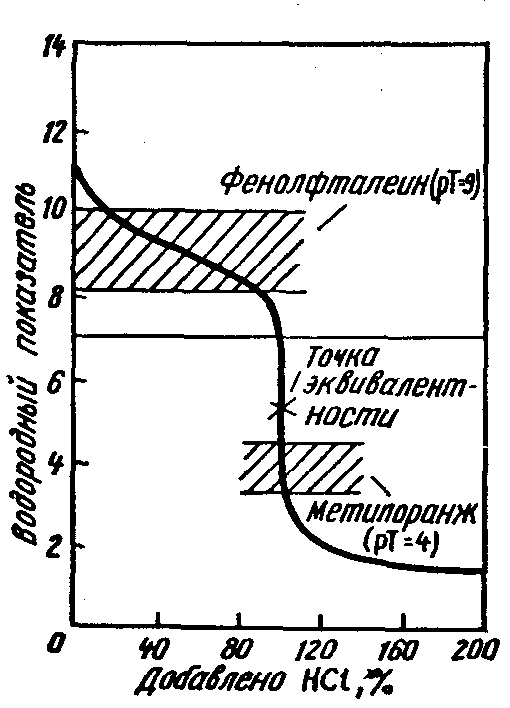 14
12
10
8
6
4
2
0
Водородный показатель
Фенолфталеин (pT=9)
Точка
эквивалент-
ности
Метилоранж
(pT=4)
40
80
120
160
200
Добавлено HCl, %